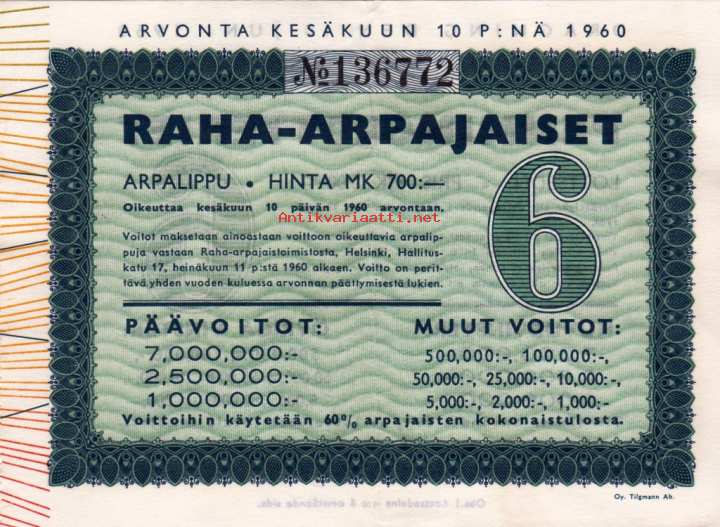 ARVONTA KESÄKUUN 10 P:NÄ 1960
№136772
RAHA-ARPAJAISET
ARPALIPPU • HINTA MK 700:—
Oikeuttaa kesäkuun 10 päivän 1960 arvontaan.
Antikvariaatti.net
6
Voitot maksetaan ainoastaan voittoon oikeuttavia arpalip-
puja vastaan Raha-arpajaistoimistosta, Helsinki, Hallitus-
katu 17, heinäkuun 11 p:stä 1960 alkaen. Voitto on perit-
tävä yhden vuoden kuluessa arvonnan päättymisestä lukien.
PÄÄVOITOT:
7,000,000:-
2,500,000:-
1,000,000:-
MUUT VOITOT:
500,000:-, 100,000:-,
50,000:-, 25,000:-, 10,000:-,
5,000:-, 2,000:-, 1,000:-
Voittoihin käytetään 60% arpajaisten kokonaistulosta.
Oy. Tilgmann Ab.